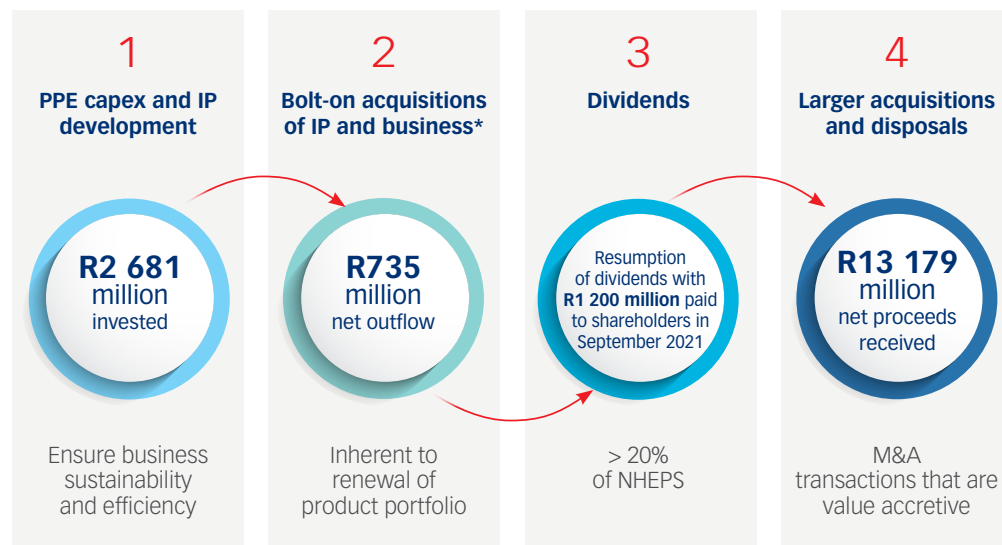 1
PPE capex and IP
development
R2 681
million
invested
Ensure business
sustainability
and efficiency
2
Bolt-on acquisitions
of IP and business*
R735
million
net outflow
Inherent to
renewal of
product portfolio
3
Dividends
Resumption
of dividends with
R1 200 million paid
to shareholders in
September 2021
> 20%
of NHEPS
4
Larger acquisitions
and disposals
R13 179
million
net proceeds
received
M&A
transactions that are
value accretive